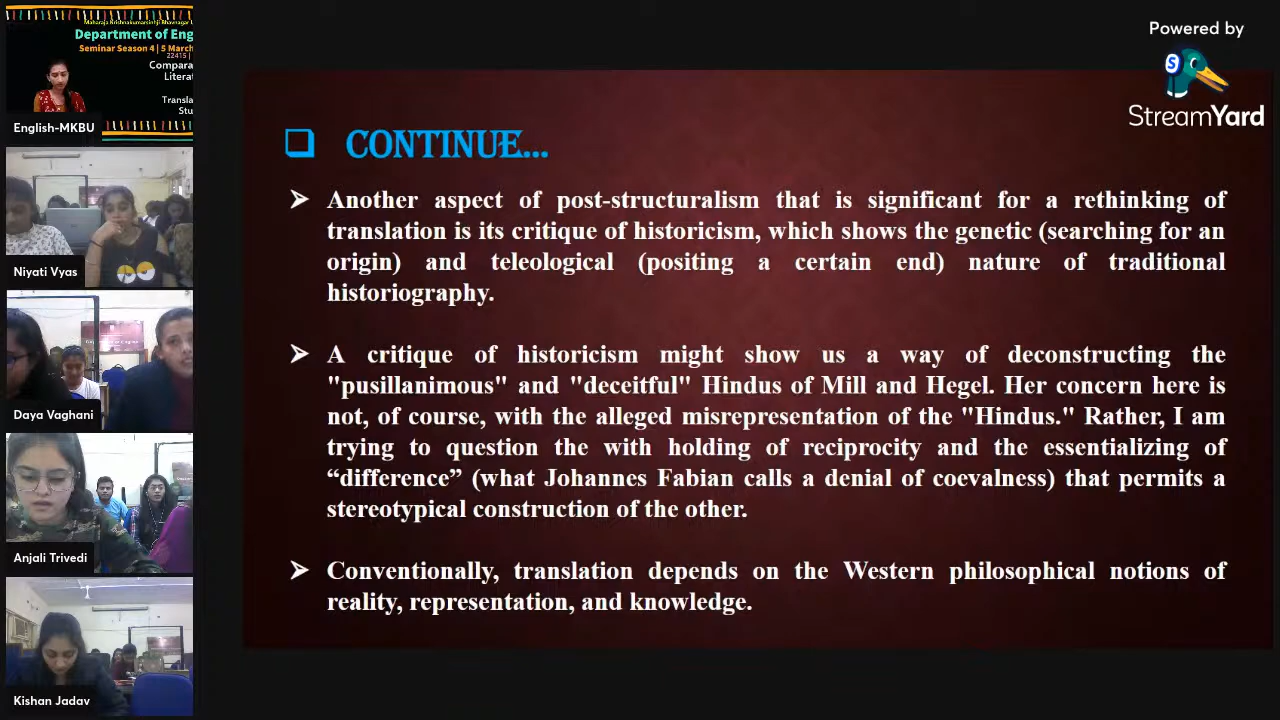 Maharaja Krishnakumarsinhji Bhavnagar U
Department of Eng
Seminar Season 4 | 5 March
22415 |
Compara
Literat
Transla
Stu
English-MKBU
Niyati Vyas
Daya Vaghani
Anjali Trivedi
Kishan Jadav
Powered by
S
StreamYard
❑ CONTINUE...
➢ Another aspect of post-structuralism that is significant for a rethinking of
translation is its critique of historicism, which shows the genetic (searching for an
origin) and teleological (positing a certain end) nature of traditional
historiography.
➢ A critique of historicism might show us a way of deconstructing the
"pusillanimous" and "deceitful" Hindus of Mill and Hegel. Her concern here is
not, of course, with the alleged misrepresentation of the "Hindus." Rather, I am
trying to question the with holding of reciprocity and the essentializing of
“difference” (what Johannes Fabian calls a denial of coevalness) that permits a
stereotypical construction of the other.
➢ Conventionally, translation depends on the Western philosophical notions of
reality, representation, and knowledge.